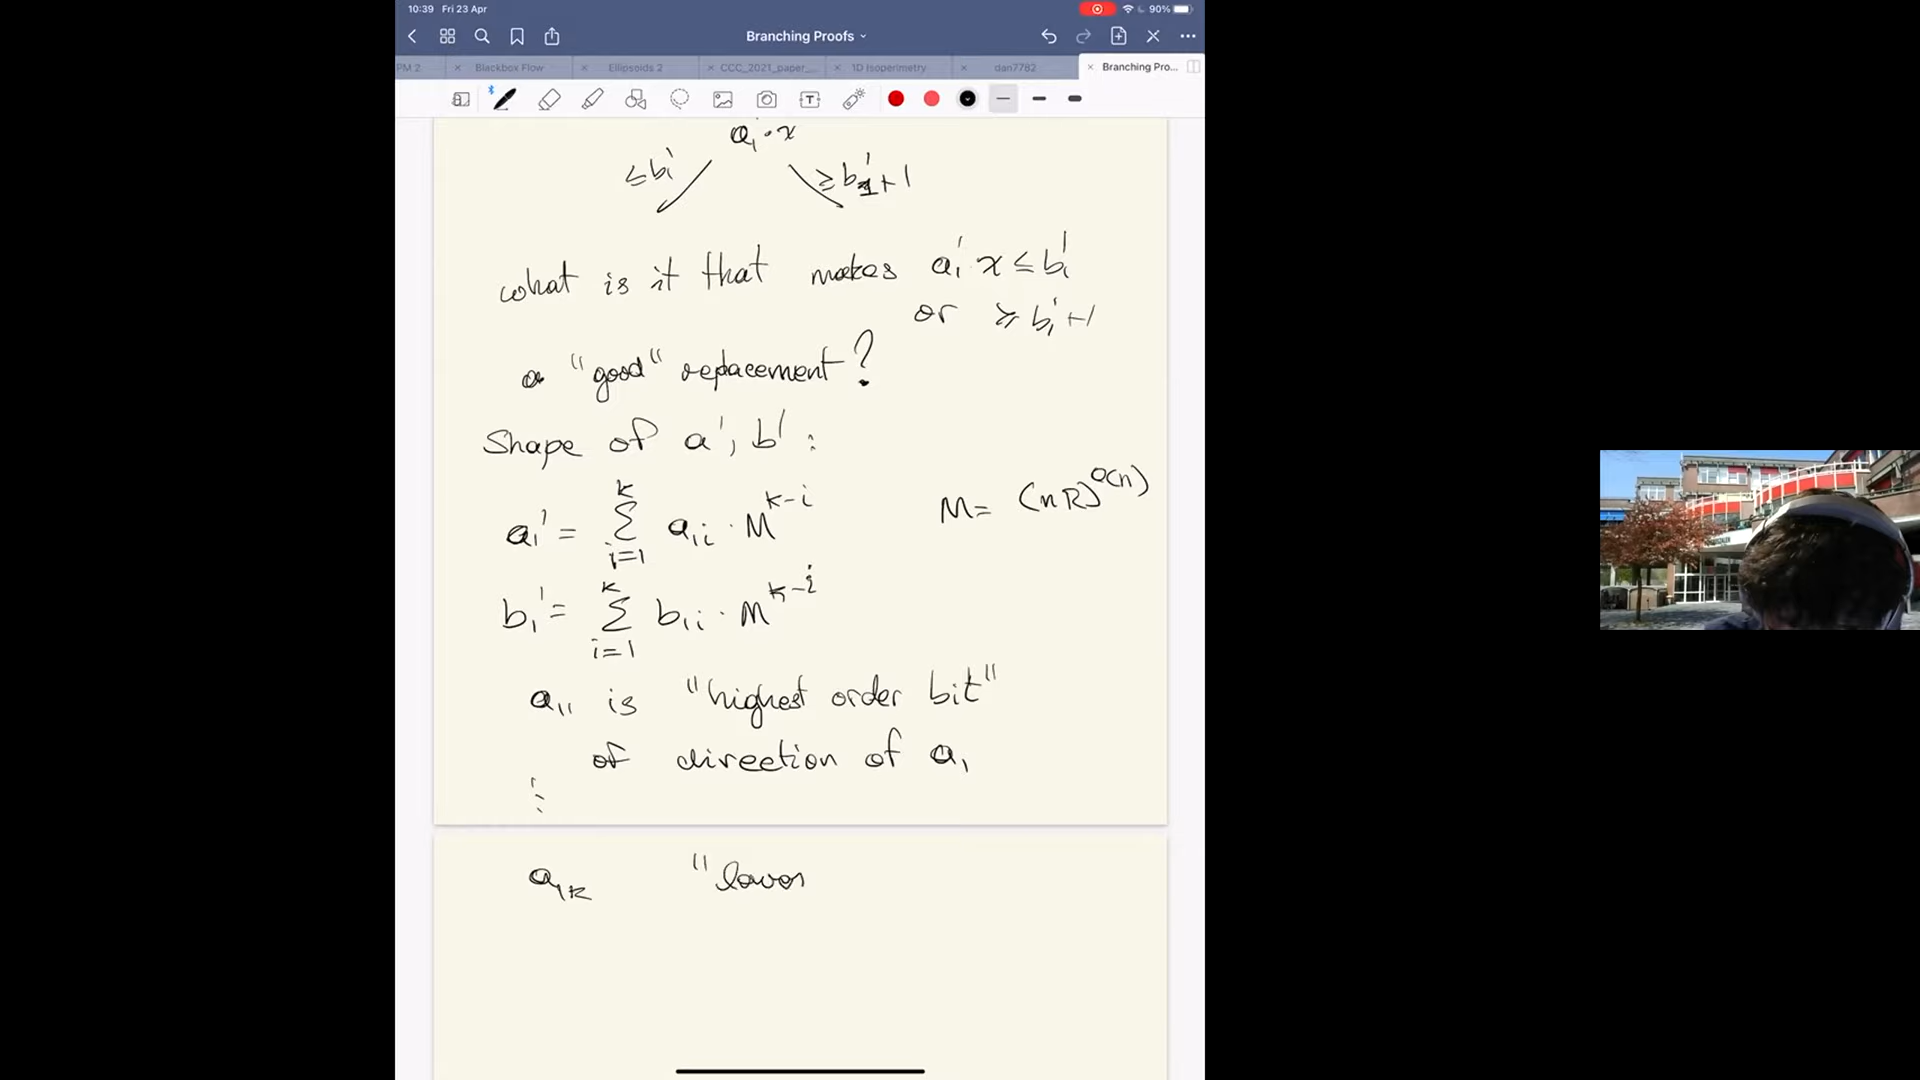 10:39 Fri 23 Apr
90%
Branching Proofs
PM 2
Blackbox Flow
Ellipsoids 2
CCC_2021_paper_...
1D Isoperimetry
dan7782
Branching Pro...
a₁' · x
≤ b₁' ≥ b₁' + 1
what is it that makes a₁' x ≤ b₁'
or ≥ b₁' + 1
a "good" replacement?
Shape of a', b' :
a₁' = Σ_{i=1}^{k} a₁ᵢ · M^{k-i} M = (nR)^{O(n)}
b₁' = Σ_{i=1}^{k} b₁ᵢ · M^{k-i}
a₁₁ is "highest order bit"
of direction of a₁
⋮
a₁ₖ "lower